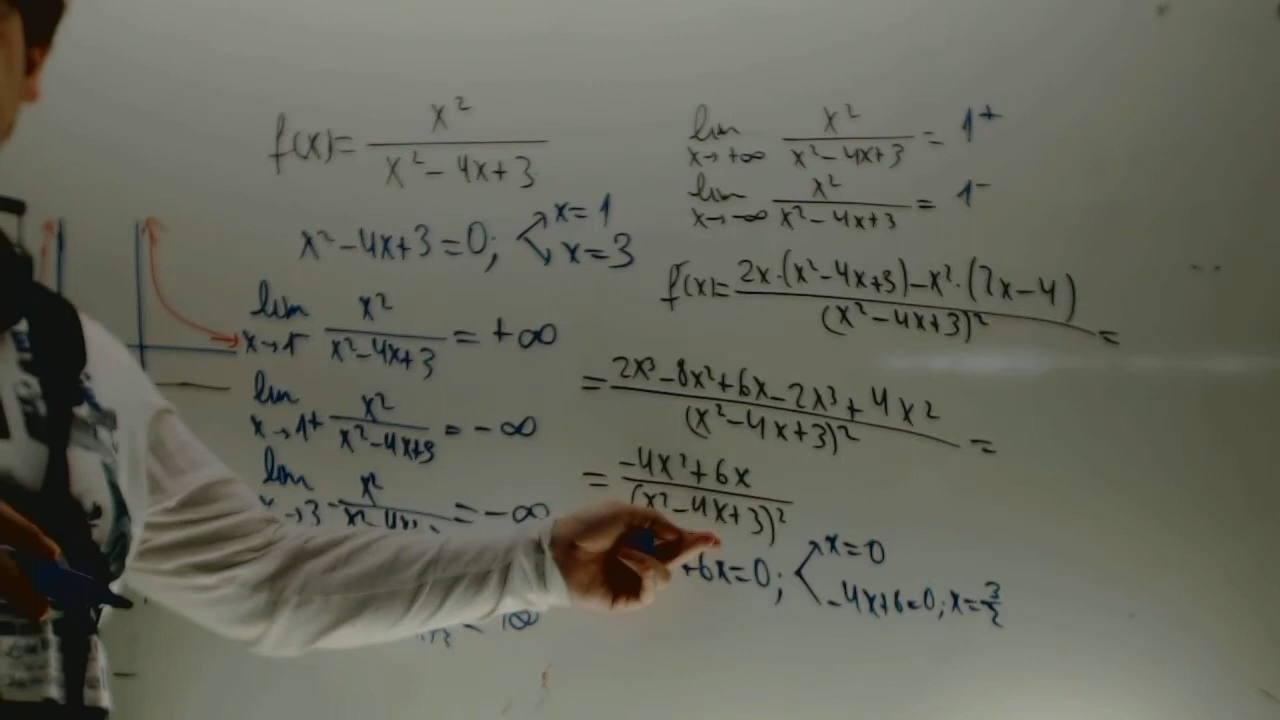 f(x)= x²/(x²-4x+3)
x²-4x+3=0; x=1
x=3
lim x→1⁻ x²/(x²-4x+3) = +∞
lim x→1⁺ x²/(x²-4x+3) = -∞
lim x→3⁻ x²/ = -∞
lim x→+∞ x²/(x²-4x+3) = 1⁺
lim x→-∞ x²/(x²-4x+3) = 1⁻
f'(x)= (2x·(x²-4x+3)-x²·(2x-4))/(x²-4x+3)² =
= (2x³-8x²+6x-2x³+4x²)/(x²-4x+3)² =
= (-4x²+6x)/(x²-4x+3)²
+6x=0; x=0
-4x+6=0; x=3/2